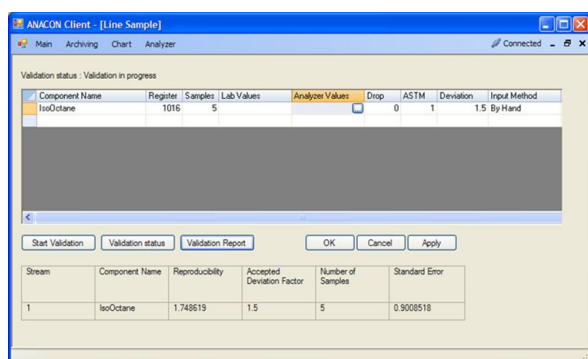 ANACON Client - [Line Sample]
Main Archiving Chart Analyzer Connected
Validation status : Validation in progress
Component Name Register Samples Lab Values Analyzer Values Drop ASTM Deviation Input Method
IsoOctane 1016 5 ... 0 1 1.5 By Hand
Start Validation Validation status Validation Report OK Cancel Apply
Stream Component Name Reproducibility Accepted Deviation Factor Number of Samples Standard Error
1 IsoOctane 1.748619 1.5 5 0.9008518